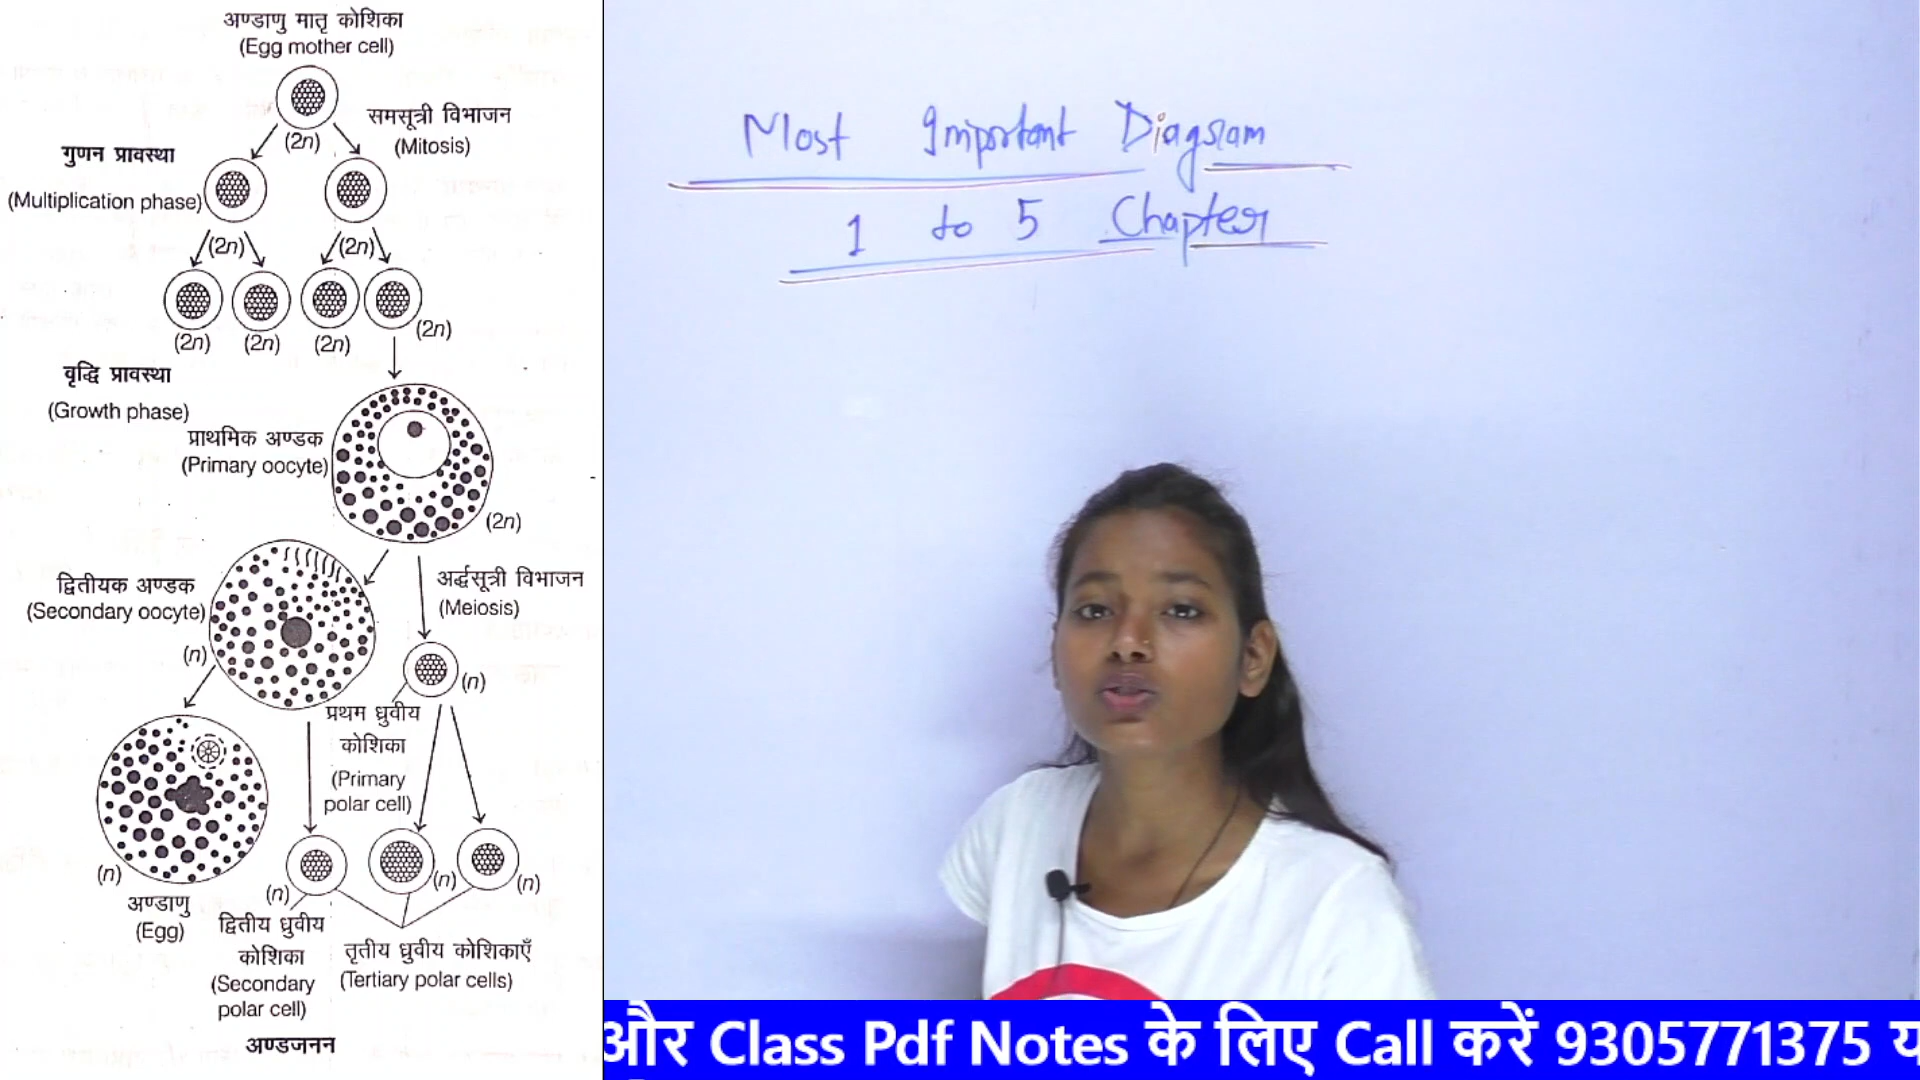 अण्डाणु मातृ कोशिका
(Egg mother cell)
समसूत्री विभाजन
(Mitosis)
(2n)
गुणन प्रावस्था
(Multiplication phase)
(2n)
(2n)
(2n)
(2n)
(2n)
(2n)
वृद्धि प्रावस्था
(Growth phase)
प्राथमिक अण्डक
(Primary oocyte)
(2n)
द्वितीयक अण्डक
(Secondary oocyte)
(n)
अर्द्धसूत्री विभाजन
(Meiosis)
(n)
प्रथम ध्रुवीय
कोशिका
(Primary
polar cell)
(n)
अण्डाणु
(Egg)
(n)
(n)
(n)
द्वितीय ध्रुवीय
कोशिका
(Secondary
polar cell)
तृतीय ध्रुवीय कोशिकाएँ
(Tertiary polar cells)
अण्डजनन
Most Important Diagram
1 to 5 Chapter
और Class Pdf Notes के लिए Call करें 9305771375 य